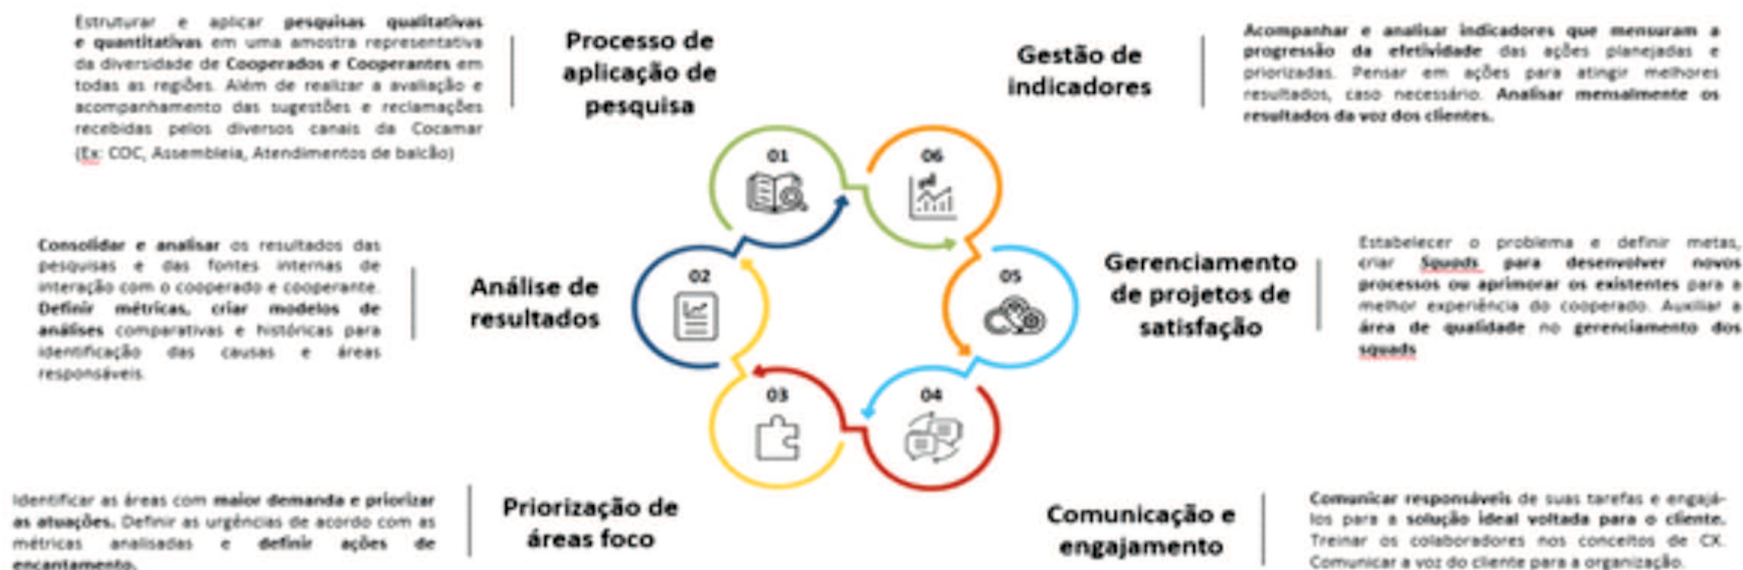 Estruturar e aplicar pesquisas qualitativas
e quantitativas em uma amostra representativa
da diversidade de Cooperados e Cooperantes em
todas as regiões. Além de realizar a avaliação e
acompanhamento das sugestões e reclamações
recebidas pelos diversos canais da Cocamar
(Ex: COC, Assembleia, Atendimentos de balcão)
Processo de
aplicação de
pesquisa
01
Consolidar e analisar os resultados das
pesquisas e das fontes internas de
interação com o cooperado e cooperante.
Definir métricas, criar modelos de
análises comparativas e históricas para
identificação das causas e áreas
responsáveis.
Análise de
resultados
02
Identificar as áreas com maior demanda e priorizar
as atuações. Definir as urgências de acordo com as
métricas analisadas e definir ações de
encantamento.
Priorização de
áreas foco
03
04
Comunicação e
engajamento
Comunicar responsáveis de suas tarefas e engajá-
los para a solução ideal voltada para o cliente.
Treinar os colaboradores nos conceitos de CX.
Comunicar a voz do cliente para a organização.
05
Gerenciamento
de projetos de
satisfação
Estabelecer o problema e definir metas,
criar Squads para desenvolver novos
processos ou aprimorar os existentes para a
melhor experiência do cooperado. Auxiliar a
área de qualidade no gerenciamento dos
squads
06
Gestão de
indicadores
Acompanhar e analisar indicadores que mensuram a
progressão da efetividade das ações planejadas e
priorizadas. Pensar em ações para atingir melhores
resultados, caso necessário. Analisar mensalmente os
resultados da voz dos clientes.